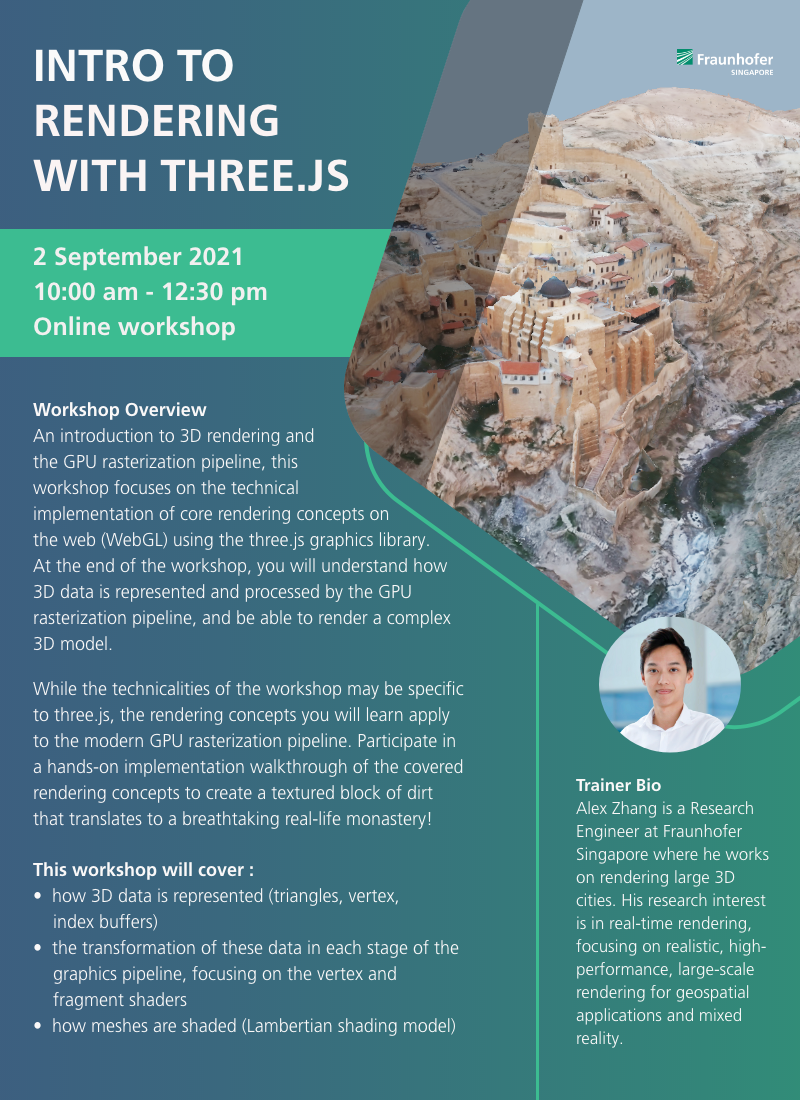 INTRO TO
RENDERING
WITH THREE.JS
Fraunhofer
SINGAPORE
2 September 2021
10:00 am - 12:30 pm
Online workshop
Workshop Overview
An introduction to 3D rendering and
the GPU rasterization pipeline, this
workshop focuses on the technical
implementation of core rendering concepts on
the web (WebGL) using the three.js graphics library.
At the end of the workshop, you will understand how
3D data is represented and processed by the GPU
rasterization pipeline, and be able to render a complex
3D model.
While the technicalities of the workshop may be specific
to three.js, the rendering concepts you will learn apply
to the modern GPU rasterization pipeline. Participate in
a hands-on implementation walkthrough of the covered
rendering concepts to create a textured block of dirt
that translates to a breathtaking real-life monastery!
This workshop will cover :
• how 3D data is represented (triangles, vertex,
index buffers)
• the transformation of these data in each stage of the
graphics pipeline, focusing on the vertex and
fragment shaders
• how meshes are shaded (Lambertian shading model)
Trainer Bio
Alex Zhang is a Research
Engineer at Fraunhofer
Singapore where he works
on rendering large 3D
cities. His research interest
is in real-time rendering,
focusing on realistic, high-
performance, large-scale
rendering for geospatial
applications and mixed
reality.